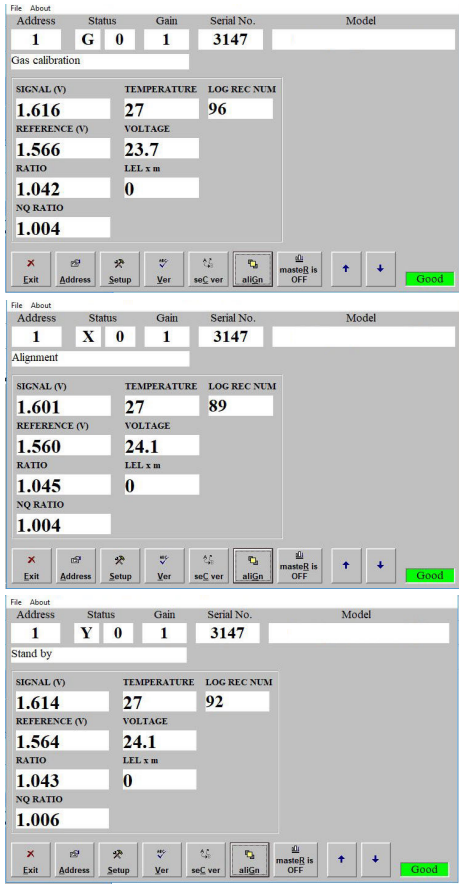 File About
Address Status Gain Serial No. Model
1 G 0 1 3147
Gas calibration
SIGNAL (V) TEMPERATURE LOG REC NUM
1.616 27 96
REFERENCE (V) VOLTAGE
1.566 23.7
RATIO LEL x m
1.042 0
NQ RATIO
1.004
Exit Address Setup Ver seC ver aliGn masteR is OFF Good
File About
Address Status Gain Serial No. Model
1 X 0 1 3147
Alignment
SIGNAL (V) TEMPERATURE LOG REC NUM
1.601 27 89
REFERENCE (V) VOLTAGE
1.560 24.1
RATIO LEL x m
1.045 0
NQ RATIO
1.004
Exit Address Setup Ver seC ver aliGn masteR is OFF Good
File About
Address Status Gain Serial No. Model
1 Y 0 1 3147
Stand by
SIGNAL (V) TEMPERATURE LOG REC NUM
1.614 27 92
REFERENCE (V) VOLTAGE
1.564 24.1
RATIO LEL x m
1.043 0
NQ RATIO
1.006
Exit Address Setup Ver seC ver aliGn masteR is OFF Good